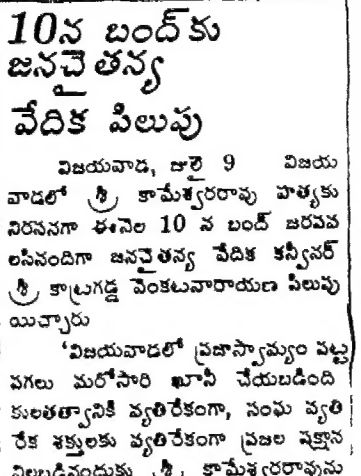 10న బంద్‌కు
జనచైతన్య
వేదిక పిలుపు
విజయవాడ, జులై 9 విజయ
వాడలో శ్రీ కామేశ్వరరావు హత్యకు
నిరసనగా ఈనెల 10 న బంద్ జరపవ
లసినందిగా జనచైతన్య వేదిక కన్వీనర్
శ్రీ కాట్రగడ్డ వెంకటనారాయణ పిలుపు
యిచ్చారు
'విజయవాడలో ప్రజాస్వామ్యం పట్ట
పగలు మరోసారి ఖూనీ చేయబడింది
కులతత్వానికి వ్యతిరేకంగా, సంఘ వ్యతి
రేక శక్తులకు వ్యతిరేకంగా ప్రజల పక్షాన
నిలబడినందుకు శ్రీ కామేశ్వరరావును